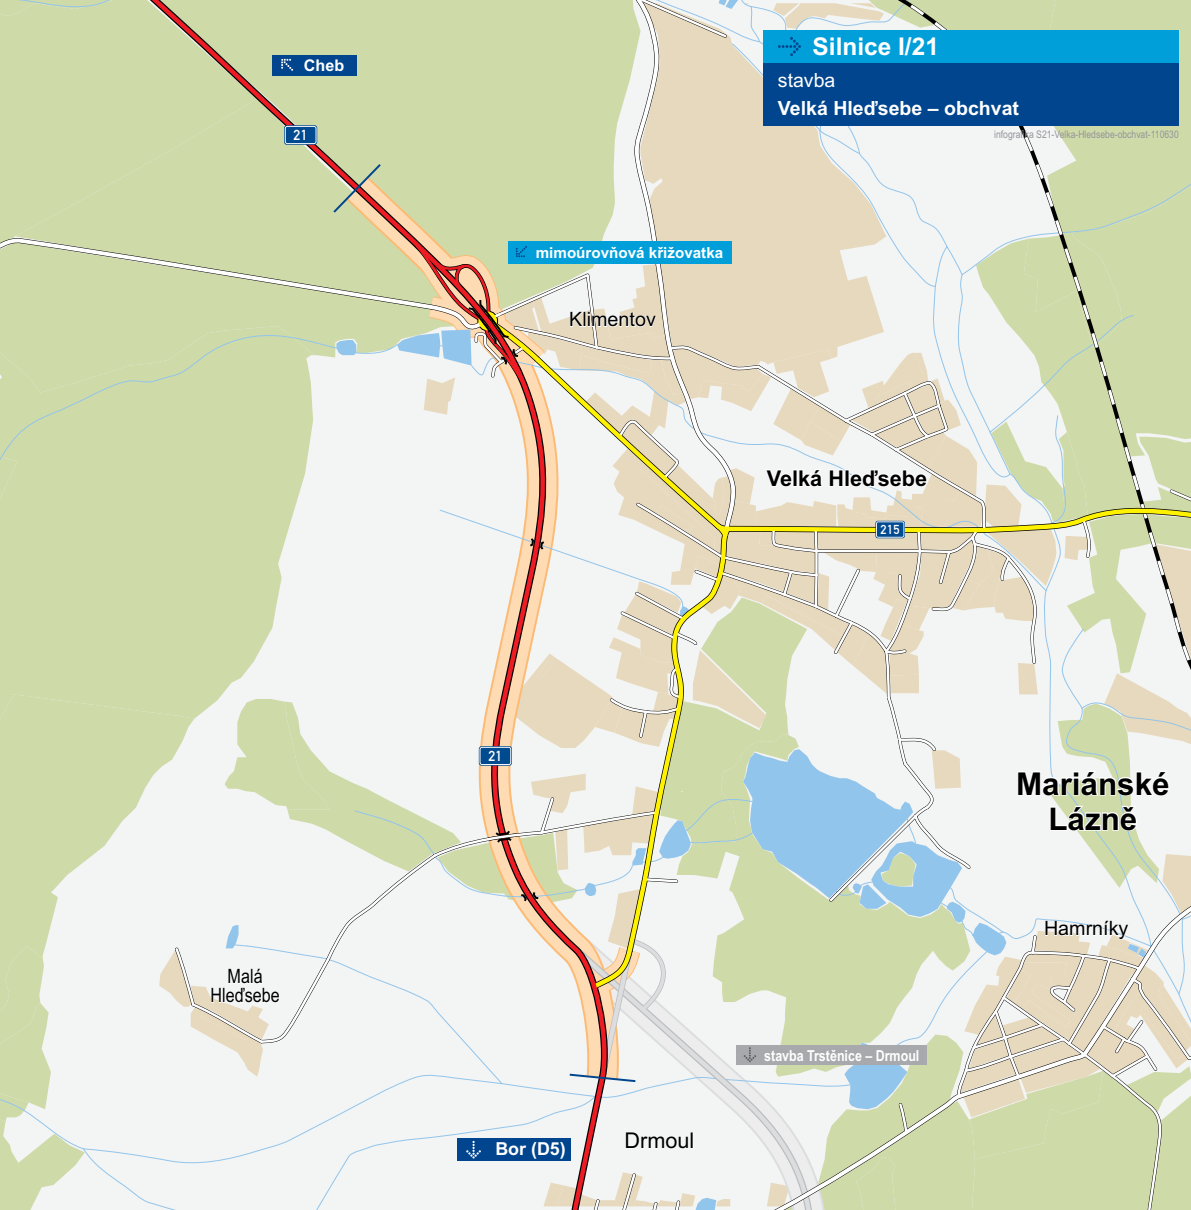 Silnice I/21
stavba
Velká Hleďsebe – obchvat
infografika S21-Velka-Hledsebe-obchvat-110630
Cheb
21
mimoúrovňová křižovatka
Klimentov
Velká Hleďsebe
215
21
Mariánské
Lázně
Hamrníky
Malá
Hleďsebe
stavba Trstěnice – Drmoul
Drmoul
Bor (D5)